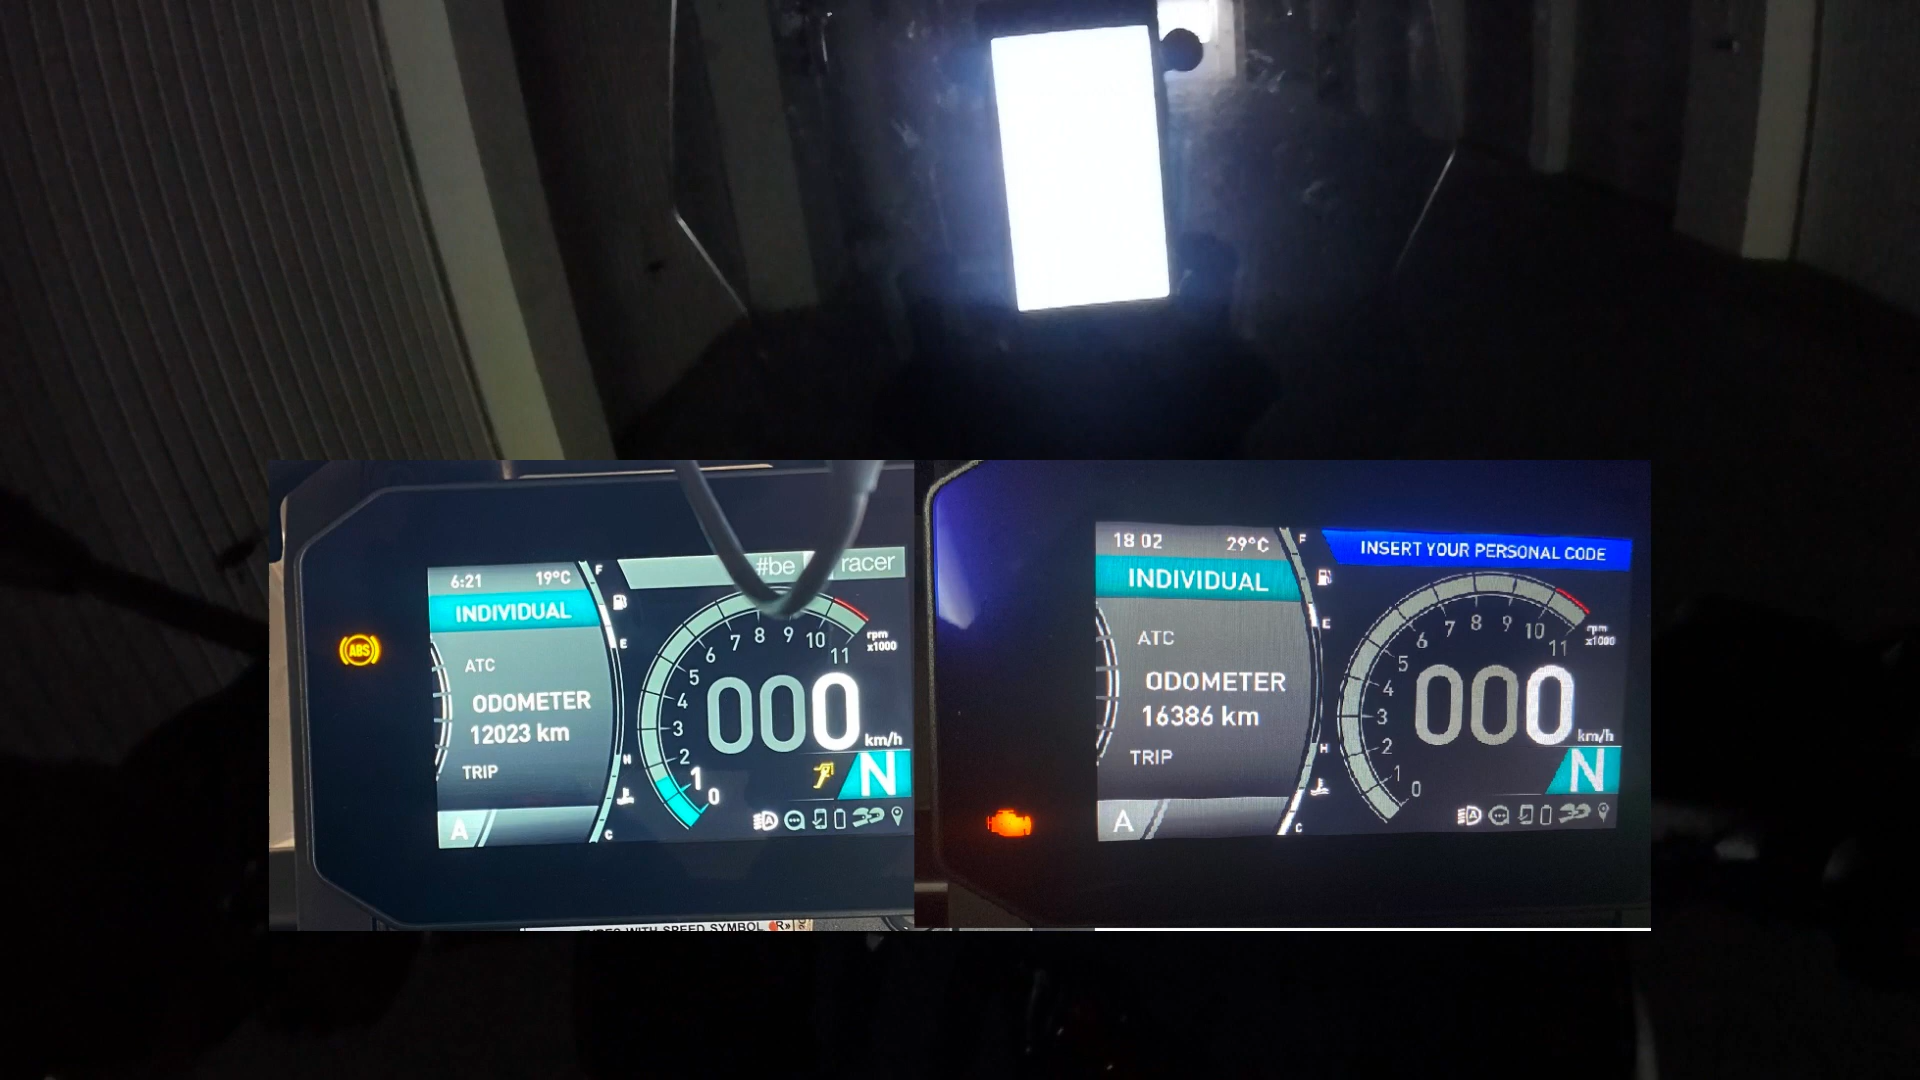 #be racer
6:21 19°C
INDIVIDUAL
ABS
ATC
ODOMETER
12023 km
TRIP
A
F
E
H
C
0
1
2
3
4
5
6
7
8
9
10
11
rpm
x1000
000
km/h
N
A
WITH SPEED SYMBOL
18 02 29°C
INSERT YOUR PERSONAL CODE
INDIVIDUAL
ATC
ODOMETER
16386 km
TRIP
A
F
E
H
C
0
1
2
3
4
5
6
7
8
9
10
11
rpm
x1000
000
km/h
N
A